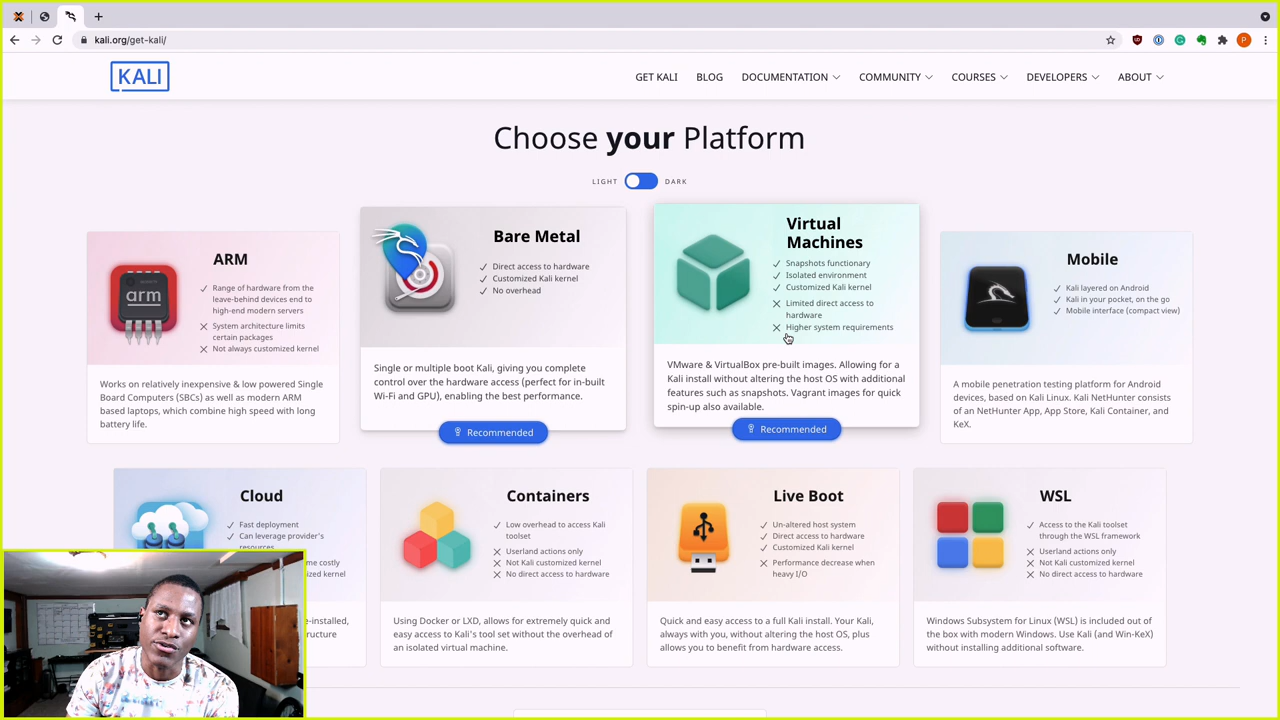 kali.org/get-kali/
P
KALI
GET KALI
BLOG
DOCUMENTATION
COMMUNITY
COURSES
DEVELOPERS
ABOUT
Choose your Platform
LIGHT
DARK
ARM
Range of hardware from the
leave-behind devices end to
high-end modern servers
System architecture limits
certain packages
Not always customized kernel
arm
Works on relatively inexpensive & low powered Single
Board Computers (SBCs) as well as modern ARM
based laptops, which combine high speed with long
battery life.
Bare Metal
Direct access to hardware
Customized Kali kernel
No overhead
Single or multiple boot Kali, giving you complete
control over the hardware access (perfect for in-built
Wi-Fi and GPU), enabling the best performance.
Recommended
Virtual
Machines
Snapshots functionary
Isolated environment
Customized Kali kernel
Limited direct access to
hardware
Higher system requirements
VMware & VirtualBox pre-built images. Allowing for a
Kali install without altering the host OS with additional
features such as snapshots. Vagrant images for quick
spin-up also available.
Recommended
Mobile
Kali layered on Android
Kali in your pocket, on the go
Mobile interface (compact view)
A mobile penetration testing platform for Android
devices, based on Kali Linux. Kali NetHunter consists
of an NetHunter App, App Store, Kali Container, and
KeX.
Cloud
Fast deployment
Can leverage provider's
resources
me costly
stomized kernel
e-installed,
structure
Containers
Low overhead to access Kali
toolset
Userland actions only
Not Kali customized kernel
No direct access to hardware
Using Docker or LXD, allows for extremely quick and
easy access to Kali's tool set without the overhead of
an isolated virtual machine.
Live Boot
Un-altered host system
Direct access to hardware
Customized Kali kernel
Performance decrease when
heavy I/O
Quick and easy access to a full Kali install. Your Kali,
always with you, without altering the host OS, plus
allows you to benefit from hardware access.
WSL
Access to the Kali toolset
through the WSL framework
Userland actions only
Not Kali customized kernel
No direct access to hardware
Windows Subsystem for Linux (WSL) is included out of
the box with modern Windows. Use Kali (and Win-KeX)
without installing additional software.